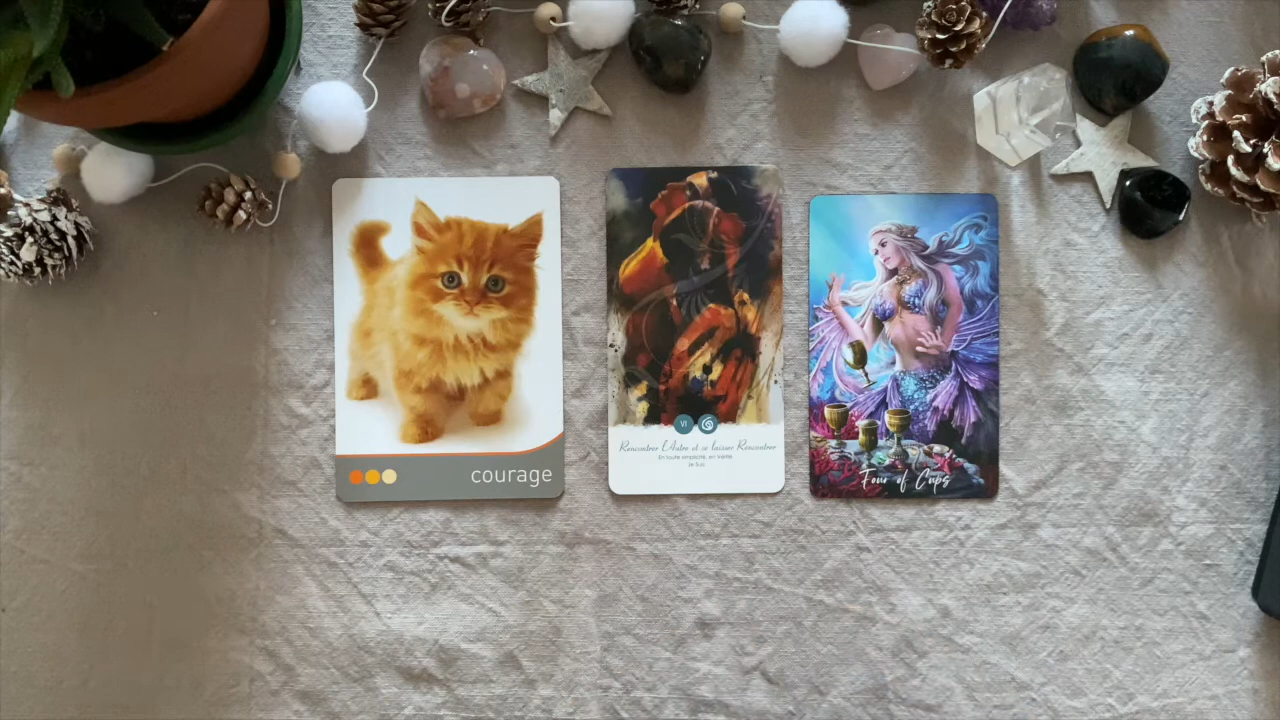 courage
VI
Rencontrer L'Autre et se laisser Rencontrer
En toute simplicité, en Vérité
Je Suis
Four of Cups